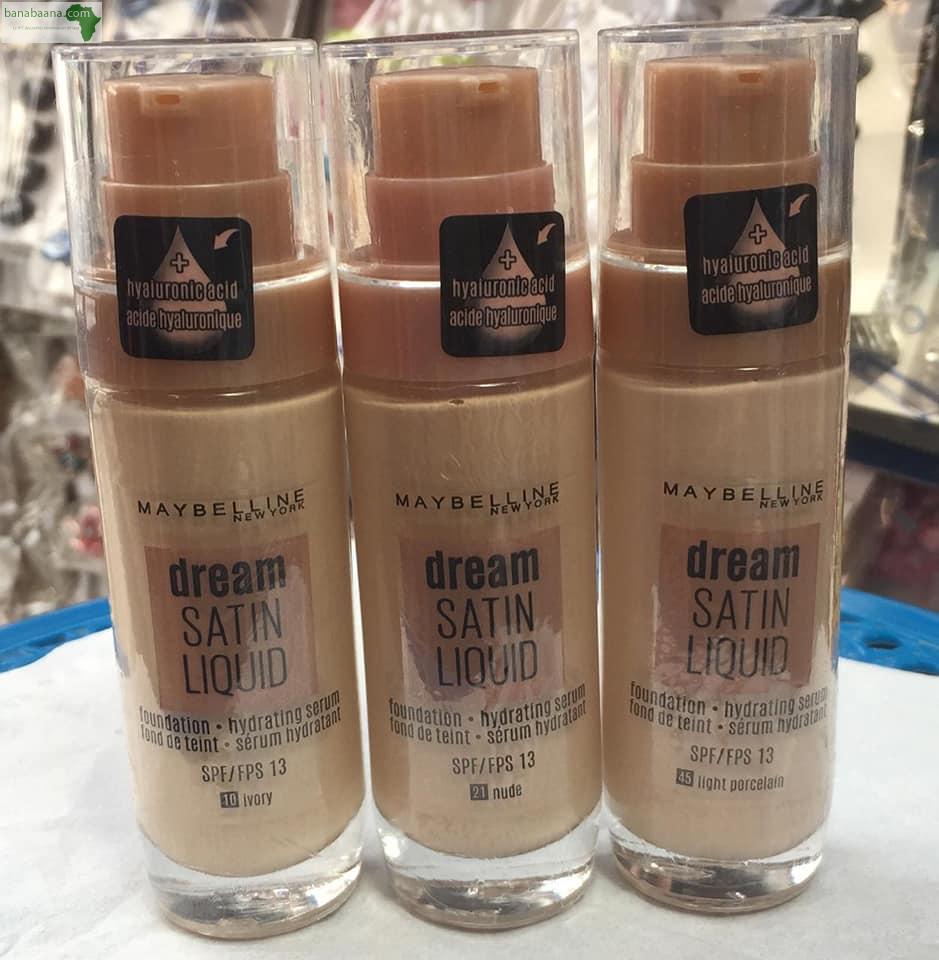 banabaana.com
+
hyaluronic acid
acide hyaluronique
MAYBELLINE
NEW YORK
dream
SATIN
LIQUID
foundation • hydrating serum
fond de teint • sérum hydratant
SPF/FPS 13
10 ivory
+
hyaluronic acid
acide hyaluronique
MAYBELLINE
NEW YORK
dream
SATIN
LIQUID
foundation • hydrating serum
fond de teint • sérum hydratant
SPF/FPS 13
21 nude
+
hyaluronic acid
acide hyaluronique
MAYBELLINE
NEW YORK
dream
SATIN
LIQUID
foundation • hydrating serum
fond de teint • sérum hydratant
SPF/FPS 13
45 light porcelain